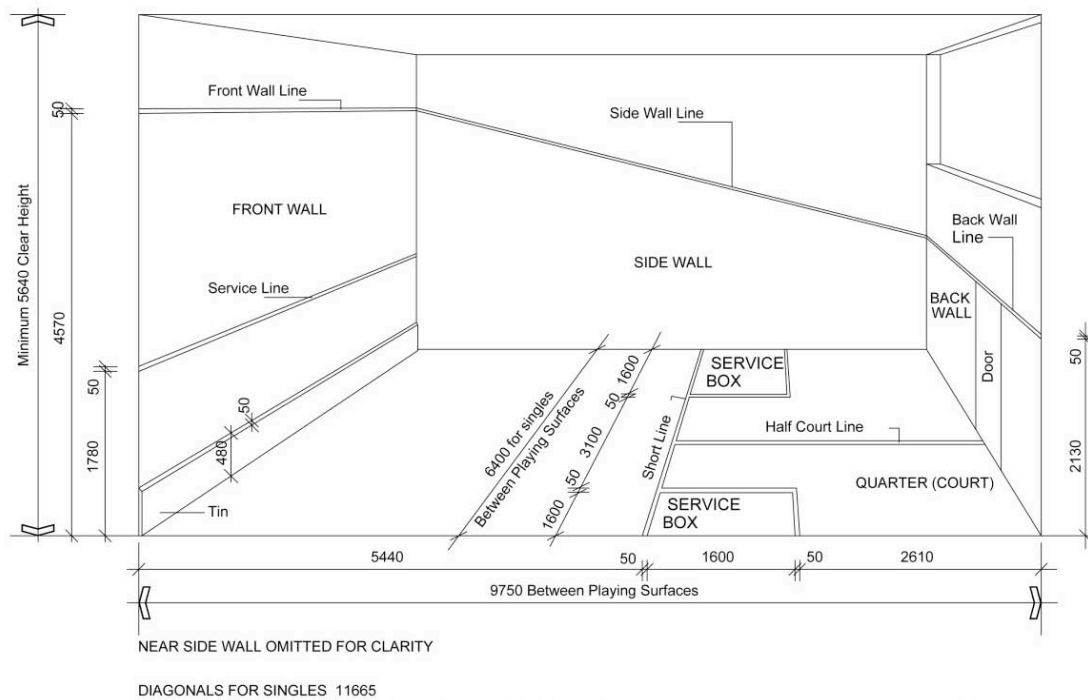 Front Wall Line
Side Wall Line
50
FRONT WALL
Back Wall
Line
Minimum 5640 Clear Height
SIDE WALL
Service Line
BACK
WALL
4570
50
50
1600
SERVICE
BOX
Door
50
6400 for singles
Between Playing Surfaces
50
Short Line
480
3100
Half Court Line
1780
2130
50
QUARTER (COURT)
Tin
1600
SERVICE
BOX
5440
50
1600
50
2610
9750 Between Playing Surfaces
NEAR SIDE WALL OMITTED FOR CLARITY
DIAGONALS FOR SINGLES 11665